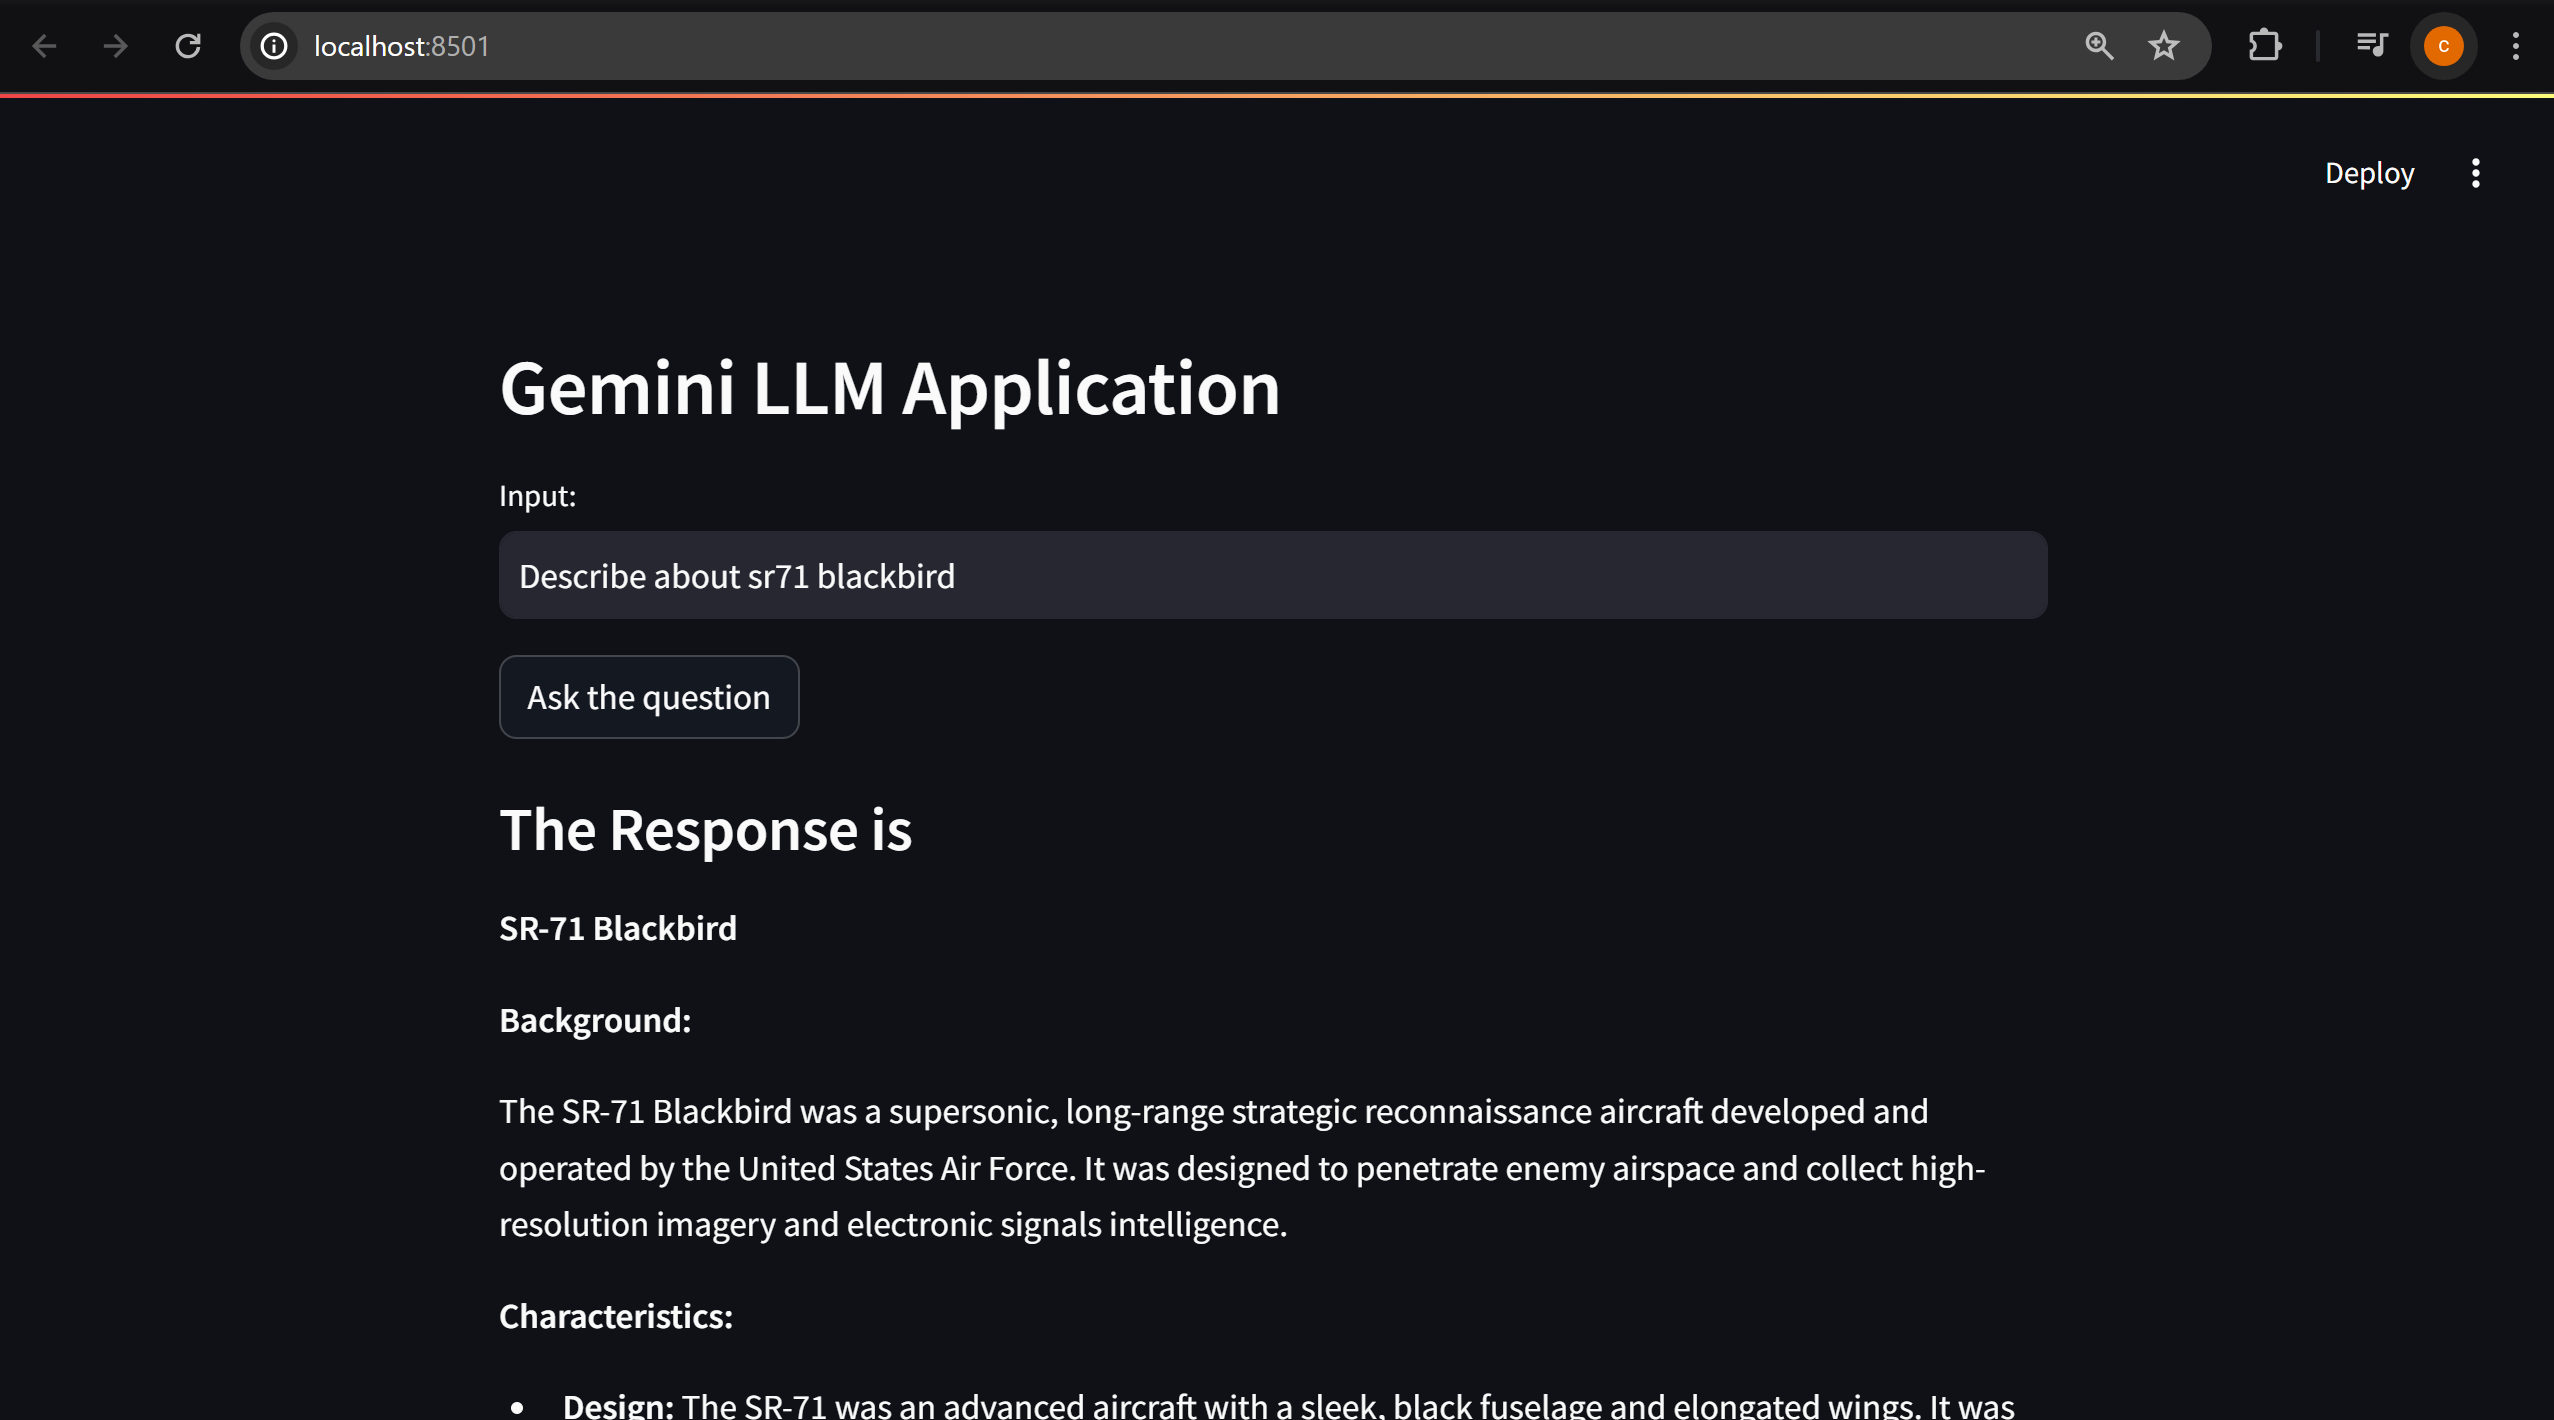 localhost:8501
C
Deploy
Gemini LLM Application
Input:
Describe about sr71 blackbird
Ask the question
The Response is
SR-71 Blackbird
Background:
The SR-71 Blackbird was a supersonic, long-range strategic reconnaissance aircraft developed and
operated by the United States Air Force. It was designed to penetrate enemy airspace and collect high-
resolution imagery and electronic signals intelligence.
Characteristics:
• Design: The SR-71 was an advanced aircraft with a sleek, black fuselage and elongated wings. It was